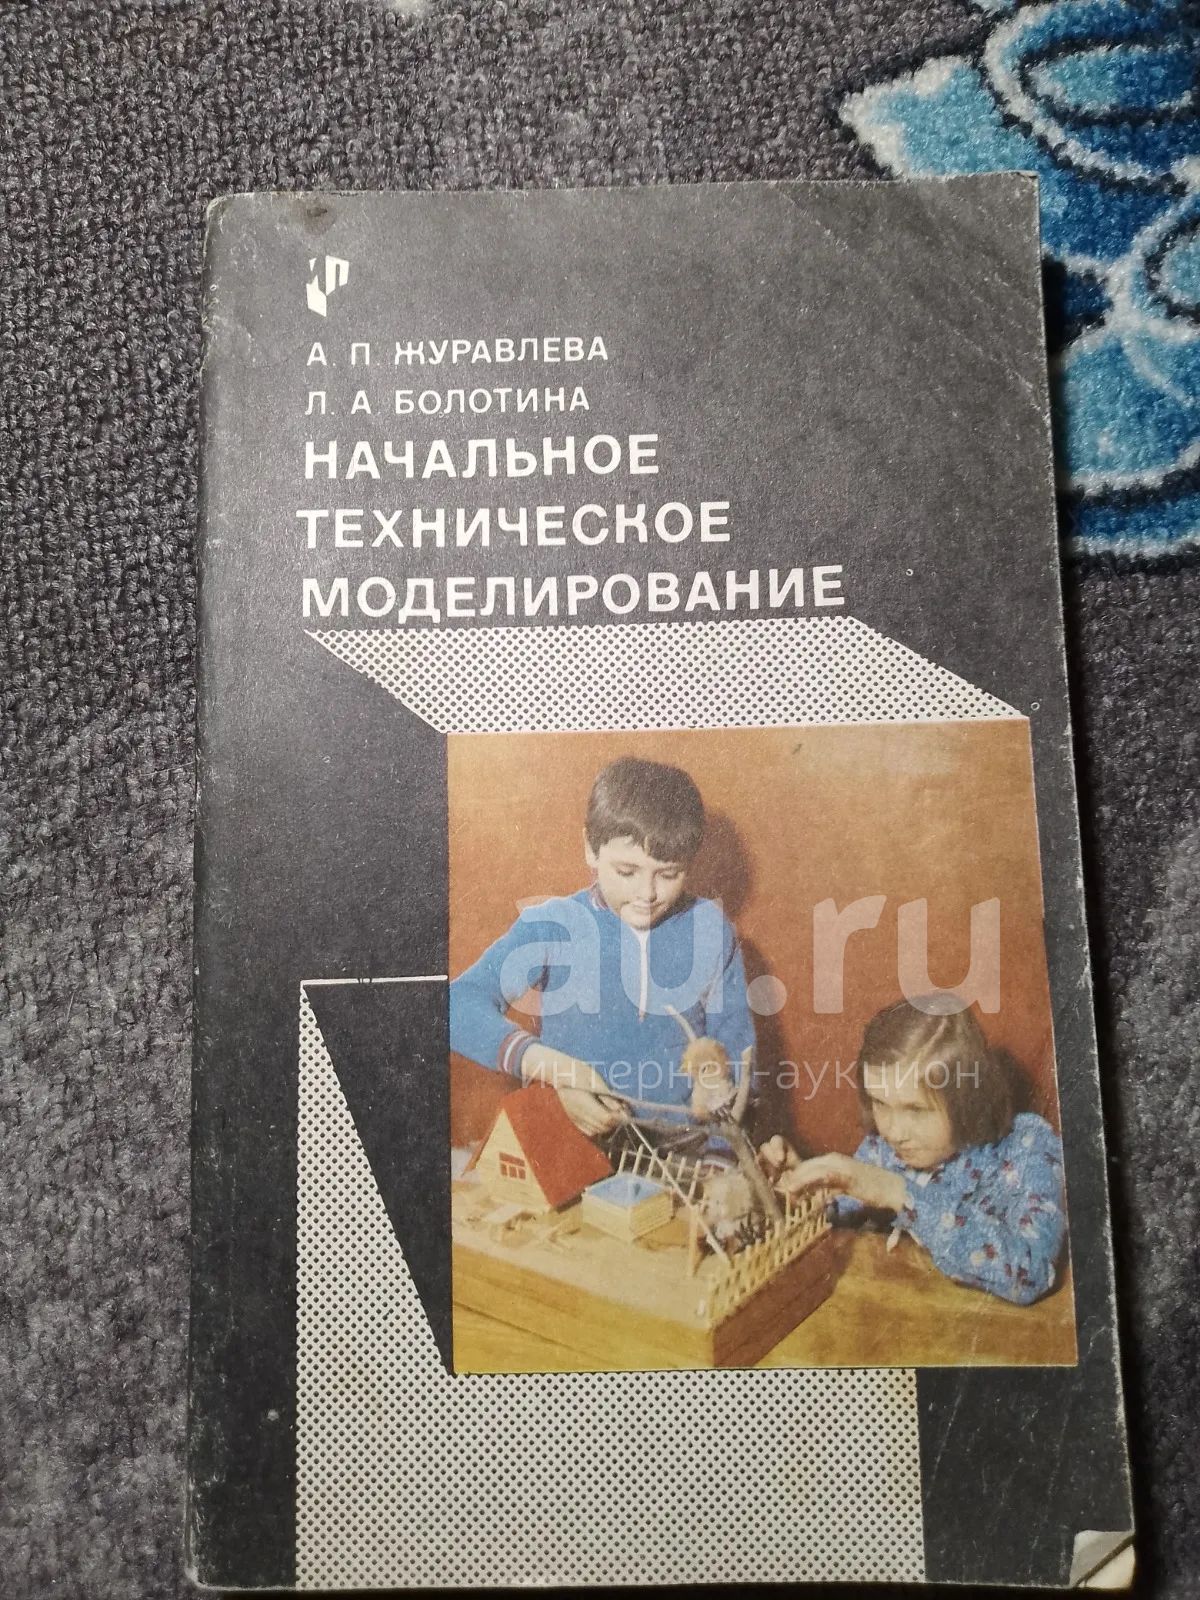 А. П. ЖУРАВЛЕВА
Л. А. БОЛОТИНА
НАЧАЛЬНОЕ
ТЕХНИЧЕСКОЕ
МОДЕЛИРОВАНИЕ
au.ru
интернет-аукцион